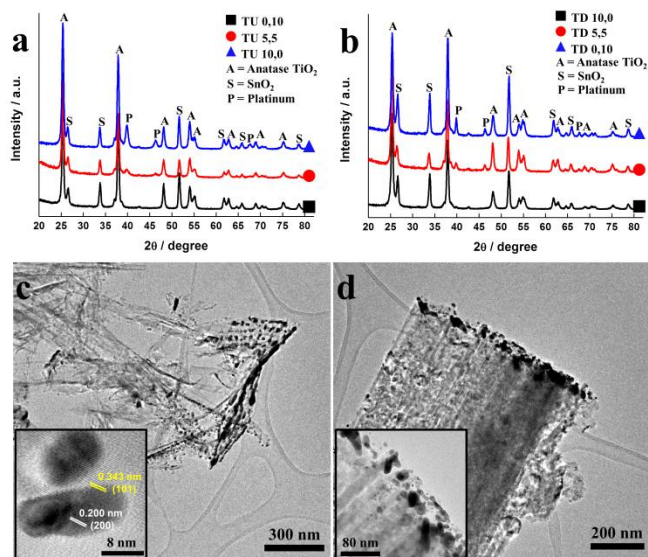 a
TU 0,10
TU 5,5
TU 10,0
A = Anatase TiO₂
S = SnO₂
P = Platinum
A
S
S
A
P
P
A
S
A
A
S
A
S
P
A
A
S
Intensity / a.u.
20 25 30 35 40 45 50 55 60 65 70 75 80
2θ / degree
b
TD 10,0
TD 5,5
TD 0,10
A = Anatase TiO₂
S = SnO₂
P = Platinum
A
S
S
A
P
P
A
S
A
A
S
A
S
P
A
A
S
Intensity / a.u.
20 25 30 35 40 45 50 55 60 65 70 75 80
2θ / degree
c
0.343 nm
(101)
0.200 nm
(200)
8 nm
300 nm
d
80 nm
200 nm